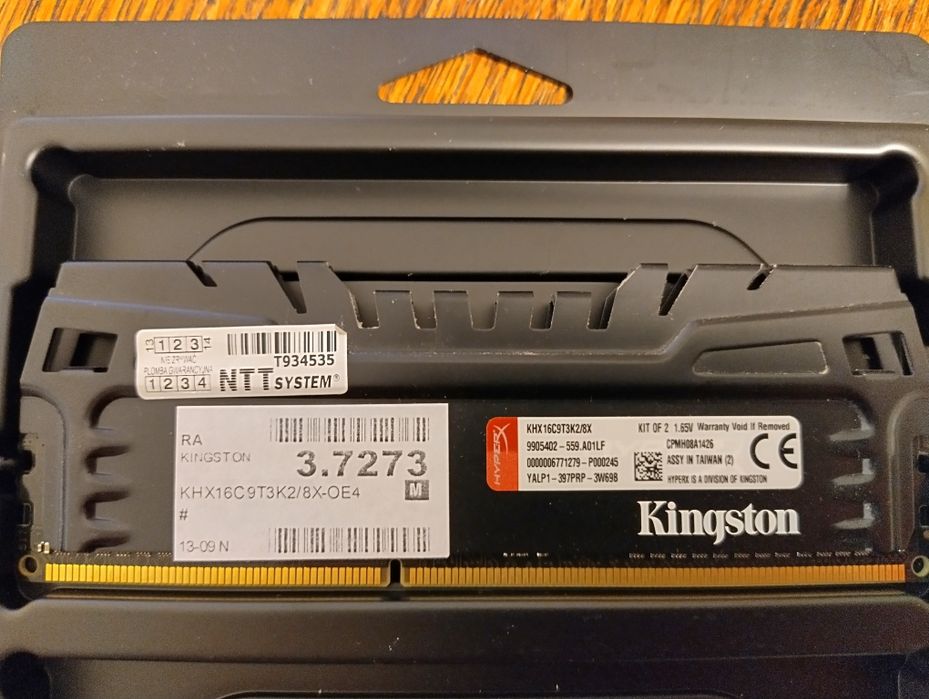 13 1 2 3 14
NIE ZRYWAĆ
PLOMBA GWARANCYJNA
1 2 3 4
T934535
NTT SYSTEM®
RA
KINGSTON
3.7273
KHX16C9T3K2/8X-OE4
M
#
13-09 N
HYPERX
KHX16C9T3K2/8X
9905402-559.A01LF
0000006771279-P000245
YALP1-397PRP-3W69B
KIT OF 2 1.65V Warranty Void If Removed
CPMH08A1426
ASSY IN TAIWAN (2)
HYPERX IS A DIVISION OF KINGSTON
CE
Kingston